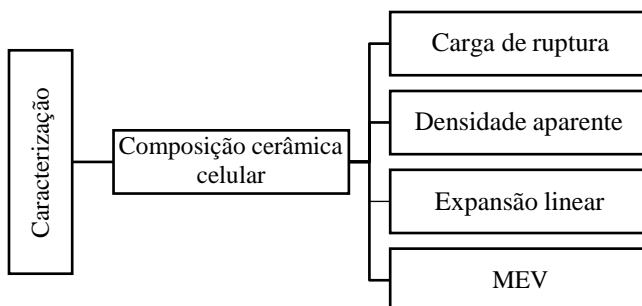 Caracterização
Composição cerâmica
celular
Carga de ruptura
Densidade aparente
Expansão linear
MEV